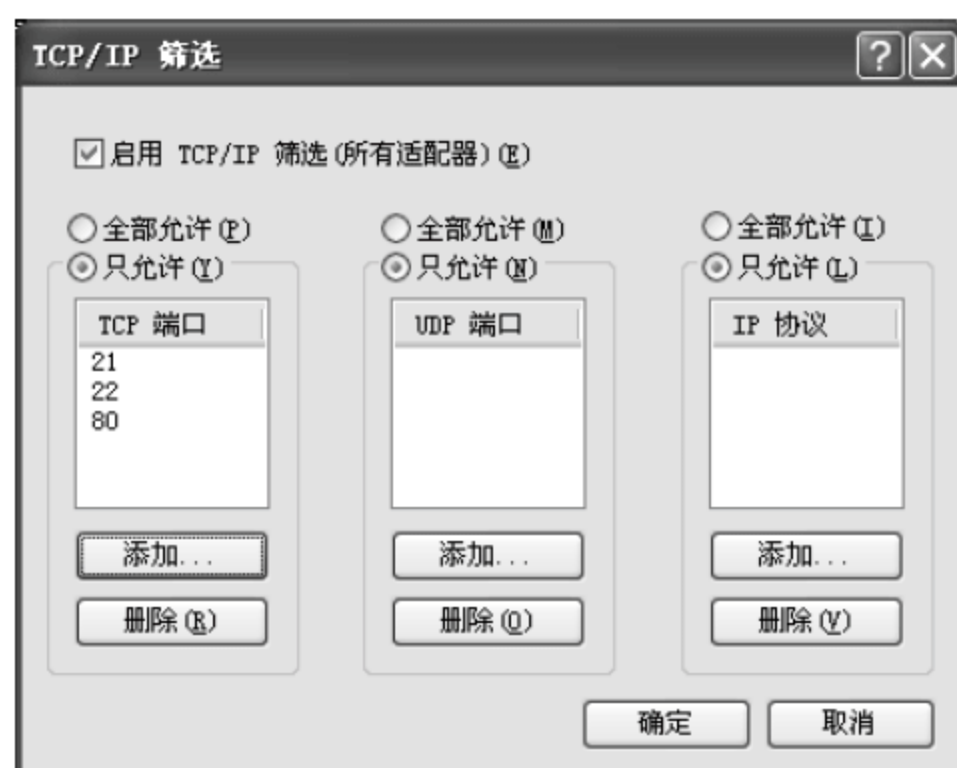 TCP/IP 筛选
启用 TCP/IP 筛选(所有适配器)(E)
全部允许(P) 全部允许(M) 全部允许(I)
只允许(Y) 只允许(N) 只允许(L)
TCP 端口 UDP 端口 IP 协议
21
22
80
添加... 添加... 添加...
删除(R) 删除(O) 删除(V)
确定 取消